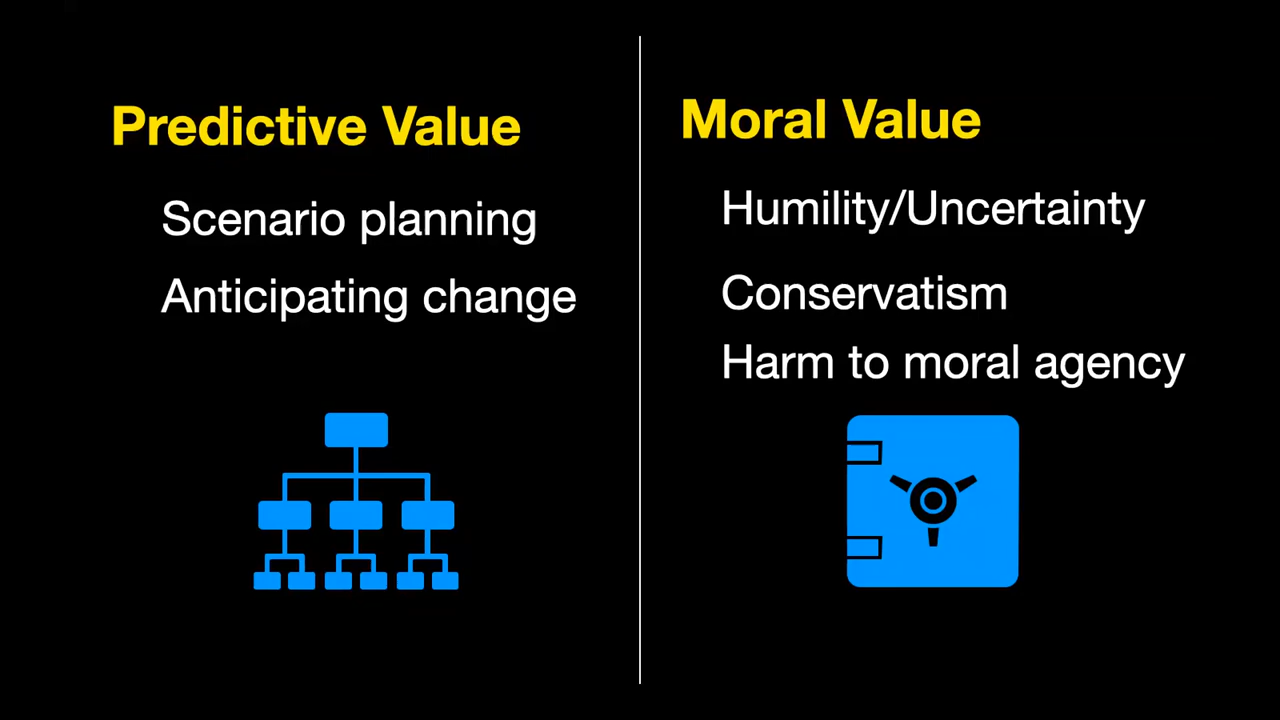 Predictive Value
Scenario planning
Anticipating change
Moral Value
Humility/Uncertainty
Conservatism
Harm to moral agency